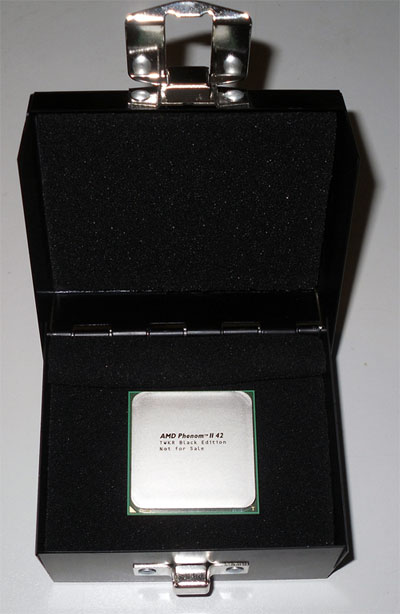 AMD Phenom™ II 42
TWKR Black Edition
Not for Sale